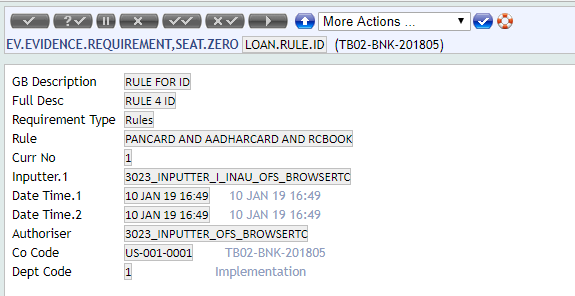 More Actions ...
EV.EVIDENCE.REQUIREMENT,SEAT.ZERO LOAN.RULE.ID (TB02-BNK-201805)
GB Description RULE FOR ID
Full Desc RULE 4 ID
Requirement Type Rules
Rule PANCARD AND AADHARCARD AND RCBOOK
Curr No 1
Inputter.1 3023_INPUTTER_I_INAU_OFS_BROWSERTC
Date Time.1 10 JAN 19 16:49 10 JAN 19 16:49
Date Time.2 10 JAN 19 16:49 10 JAN 19 16:49
Authoriser 3023_INPUTTER_OFS_BROWSERTC
Co Code US-001-0001 TB02-BNK-201805
Dept Code 1 Implementation